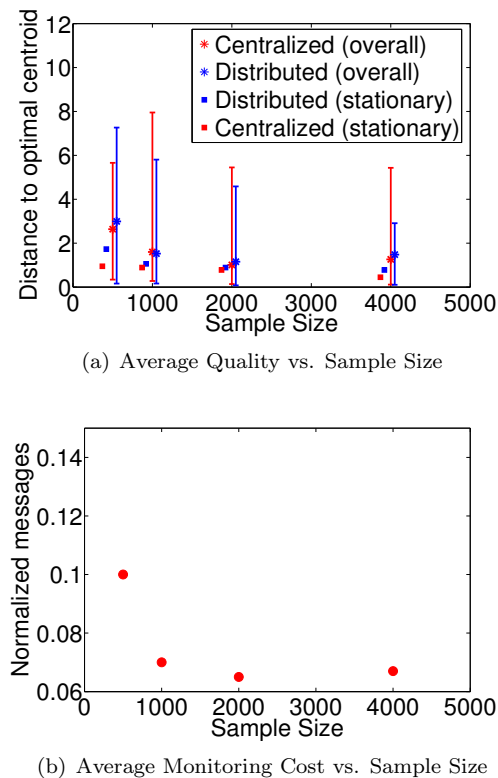 12
10
8
6
4
2
0
Distance to optimal centroid
Centralized (overall)
Distributed (overall)
Distributed (stationary)
Centralized (stationary)
0 1000 2000 3000 4000 5000
Sample Size
(a) Average Quality vs. Sample Size
0.14
0.12
0.1
0.08
0.06
Normalized messages
0 1000 2000 3000 4000 5000
Sample Size
(b) Average Monitoring Cost vs. Sample Size